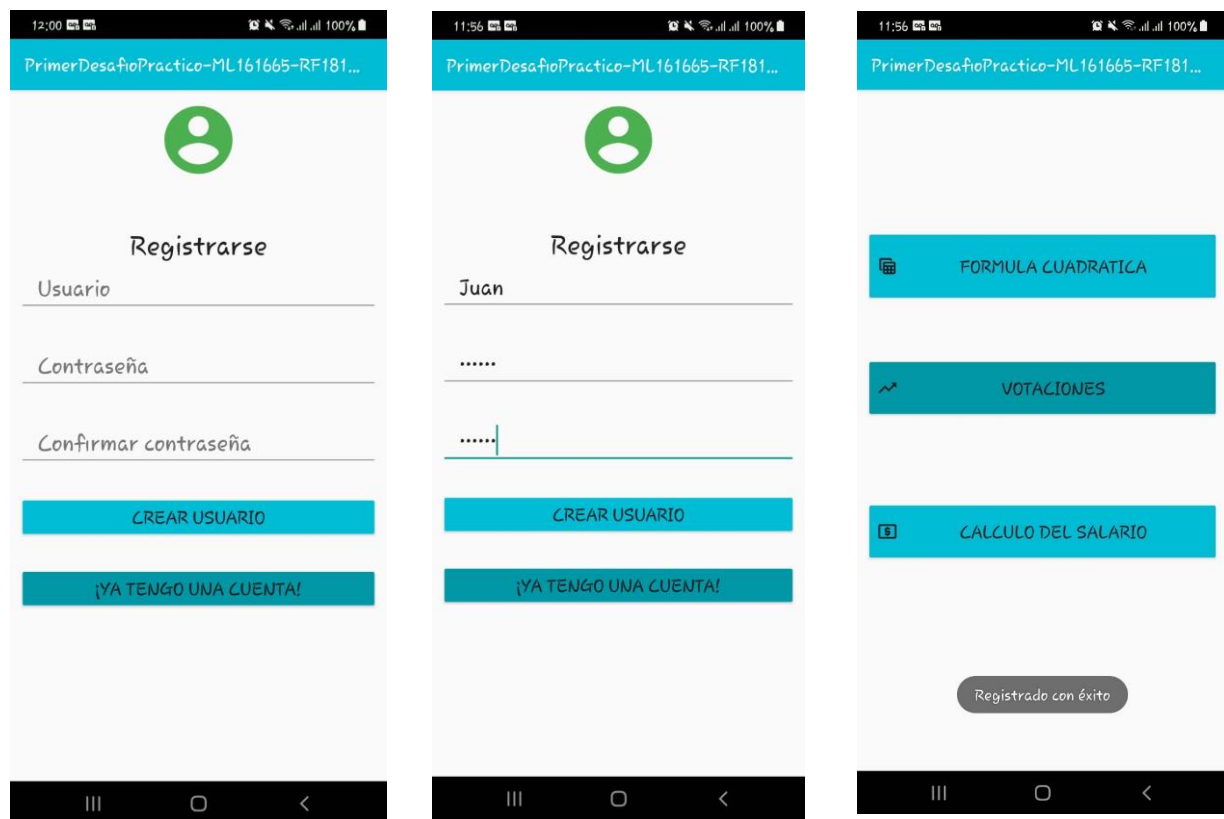 12:00
100%
PrimerDesafioPractico-ML161665-RF181...
Registrarse
Usuario
Contraseña
Confirmar contraseña
CREAR USUARIO
¡YA TENGO UNA CUENTA!
11:56
100%
PrimerDesafioPractico-ML161665-RF181...
Registrarse
Juan
••••••
••••••
CREAR USUARIO
¡YA TENGO UNA CUENTA!
11:56
100%
PrimerDesafioPractico-ML161665-RF181...
FORMULA CUADRATICA
VOTACIONES
CALCULO DEL SALARIO
Registrado con éxito